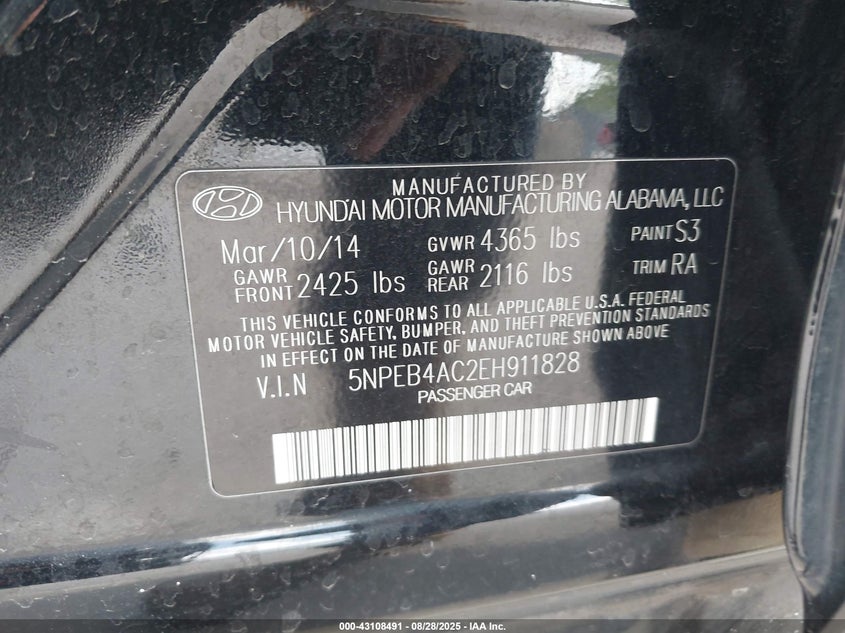 MANUFACTURED BY
HYUNDAI MOTOR MANUFACTURING ALABAMA, LLC
Mar/10/14 GVWR 4365 lbs PAINT S3
GAWR FRONT 2425 lbs GAWR REAR 2116 lbs TRIM RA
THIS VEHICLE CONFORMS TO ALL APPLICABLE U.S.A. FEDERAL
MOTOR VEHICLE SAFETY, BUMPER, AND THEFT PREVENTION STANDARDS
IN EFFECT ON THE DATE OF MANUFACTURE SHOWN ABOVE
V.I.N 5NPEB4AC2EH911828
PASSENGER CAR
000-43108491 - 08/28/2025 - IAA Inc.